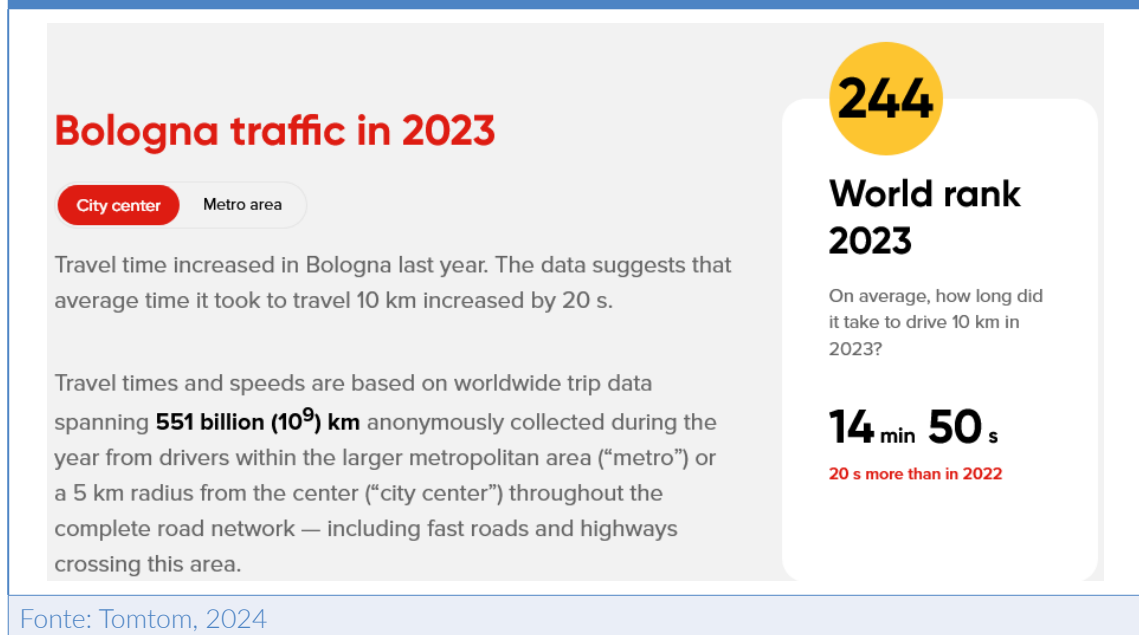 Bologna traffic in 2023
City center
Metro area
Travel time increased in Bologna last year. The data suggests that
average time it took to travel 10 km increased by 20 s.
Travel times and speeds are based on worldwide trip data
spanning 551 billion (10⁹) km anonymously collected during the
year from drivers within the larger metropolitan area (“metro”) or
a 5 km radius from the center (“city center”) throughout the
complete road network — including fast roads and highways
crossing this area.
244
World rank
2023
On average, how long did
it take to drive 10 km in
2023?
14 min 50 s
20 s more than in 2022
Fonte: Tomtom, 2024